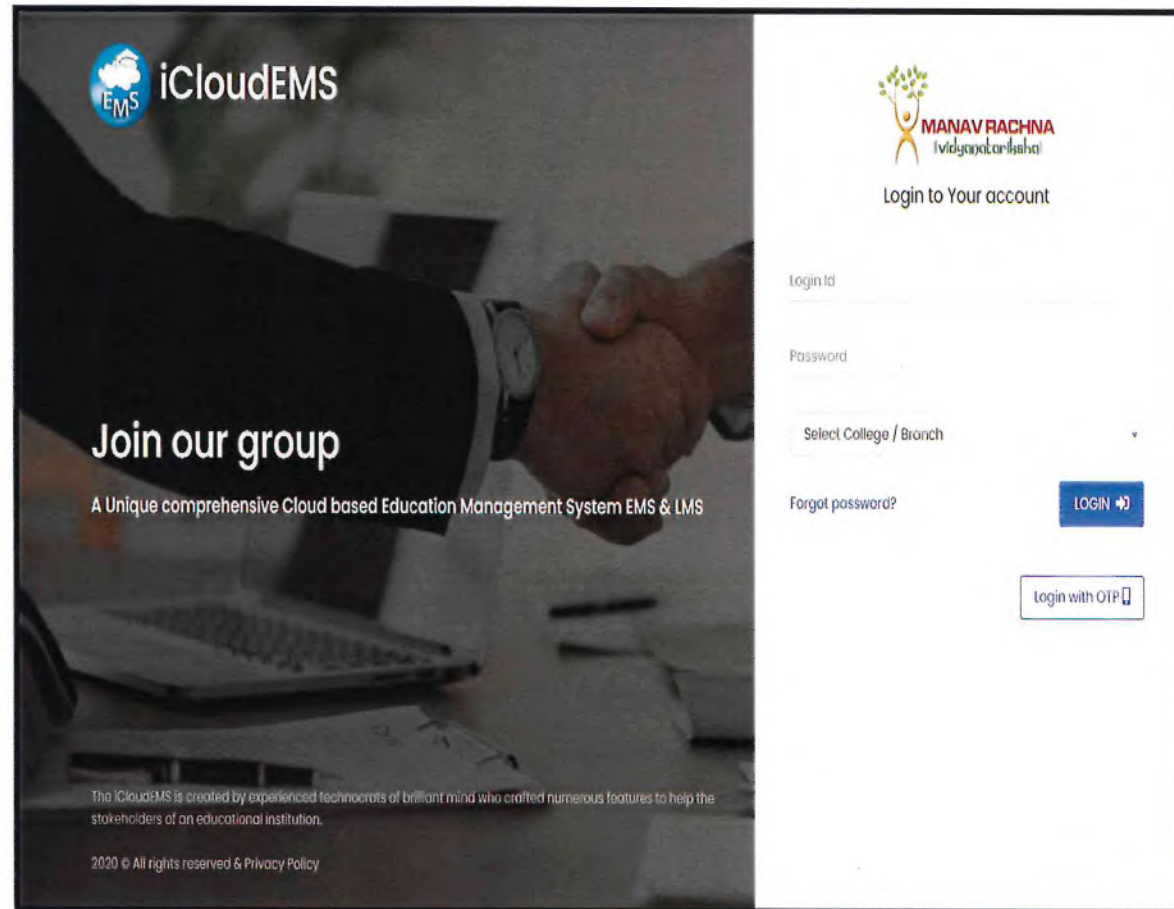 EMS
iCloudEMS
Join our group
A Unique comprehensive Cloud based Education Management System EMS & LMS
The iCloudEMS is created by experienced technocrats of brilliant mind who crafted numerous features to help the
stakeholders of an educational institution.
2020 © All rights reserved & Privacy Policy
MANAV RACHNA
vidyanatariksha
Login to Your account
Login Id
Password
Select College / Branch
Forgot password?
LOGIN
Login with OTP